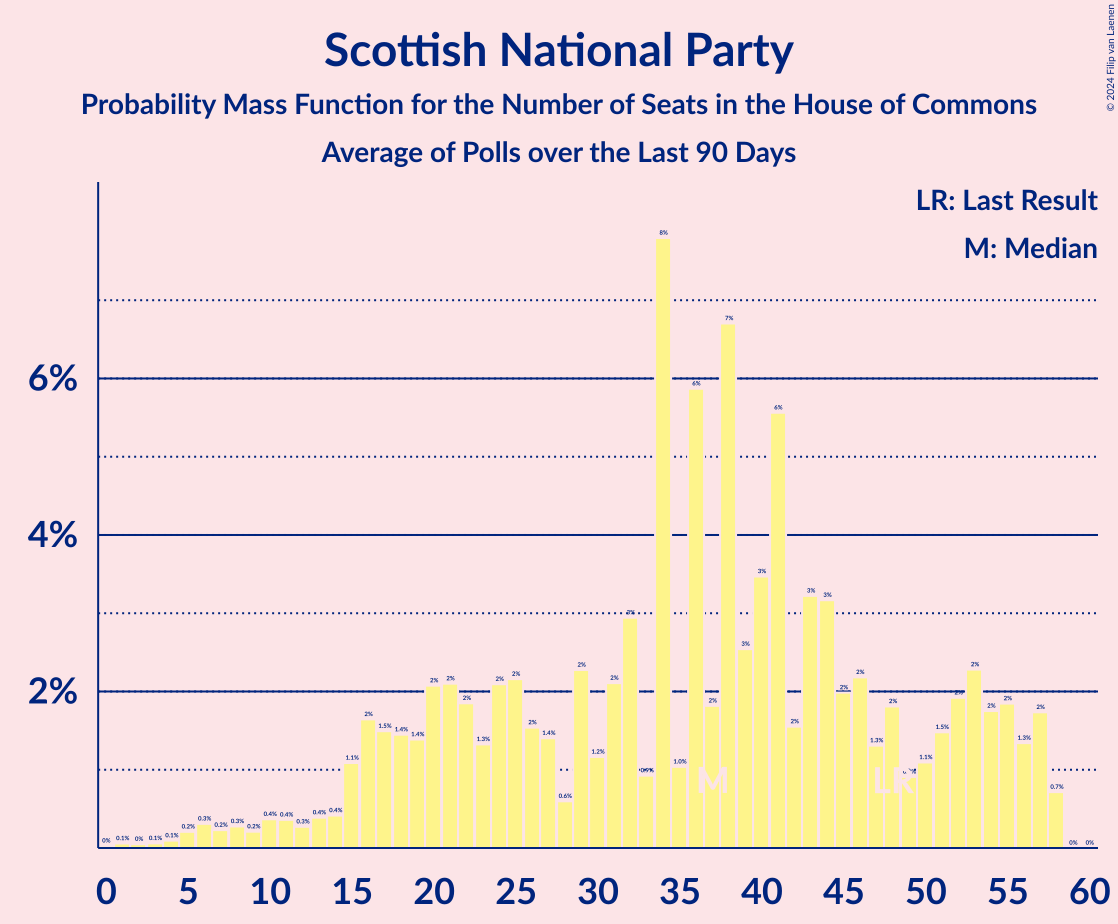 Scottish National Party
Probability Mass Function for the Number of Seats in the House of Commons
Average of Polls over the Last 90 Days
© 2024 Filip van Laenen
LR: Last Result
M: Median
6%
4%
2%
0% 0.1% 0% 0.1% 0.1% 0.2% 0.3% 0.2% 0.3% 0.2% 0.4% 0.4% 0.3% 0.4% 0.4% 1.1% 2% 1.5% 1.4% 1.4% 2% 2% 2% 1.3% 2% 2% 2% 1.4% 0.6% 2% 1.2% 2% 3% 0.9% 8% 1.0% 6% 2% 7% 3% 3% 6% 2% 3% 3% 2% 2% 1.3% 2% 1.1% 1.5% 2% 2% 2% 2% 1.3% 2% 0.7% 0% 0%
M LR
0 5 10 15 20 25 30 35 40 45 50 55 60